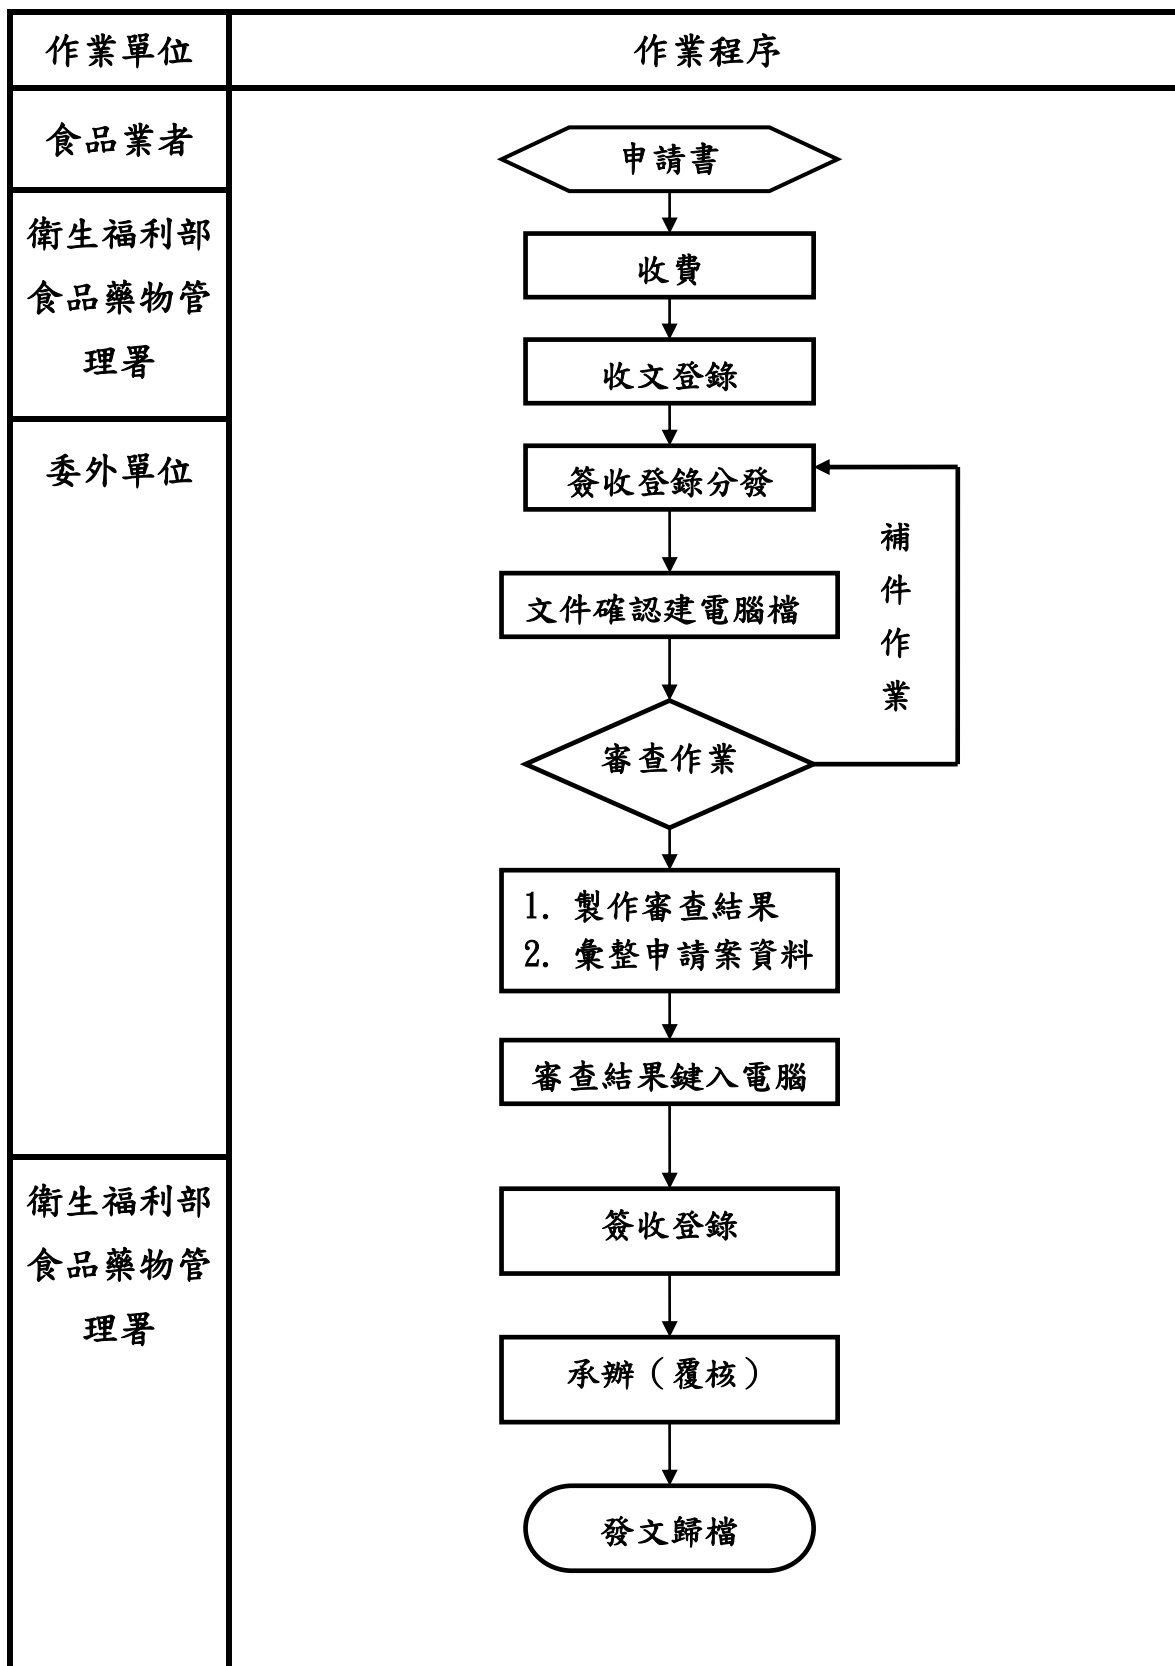 作業單位
作業程序
食品業者
申請書
衛生福利部
食品藥物管
理署
收費
收文登錄
委外單位
簽收登錄分發
補
件
作
業
文件確認建電腦檔
審查作業
1. 製作審查結果
2. 彙整申請案資料
審查結果鍵入電腦
衛生福利部
食品藥物管
理署
簽收登錄
承辦（覆核）
發文歸檔